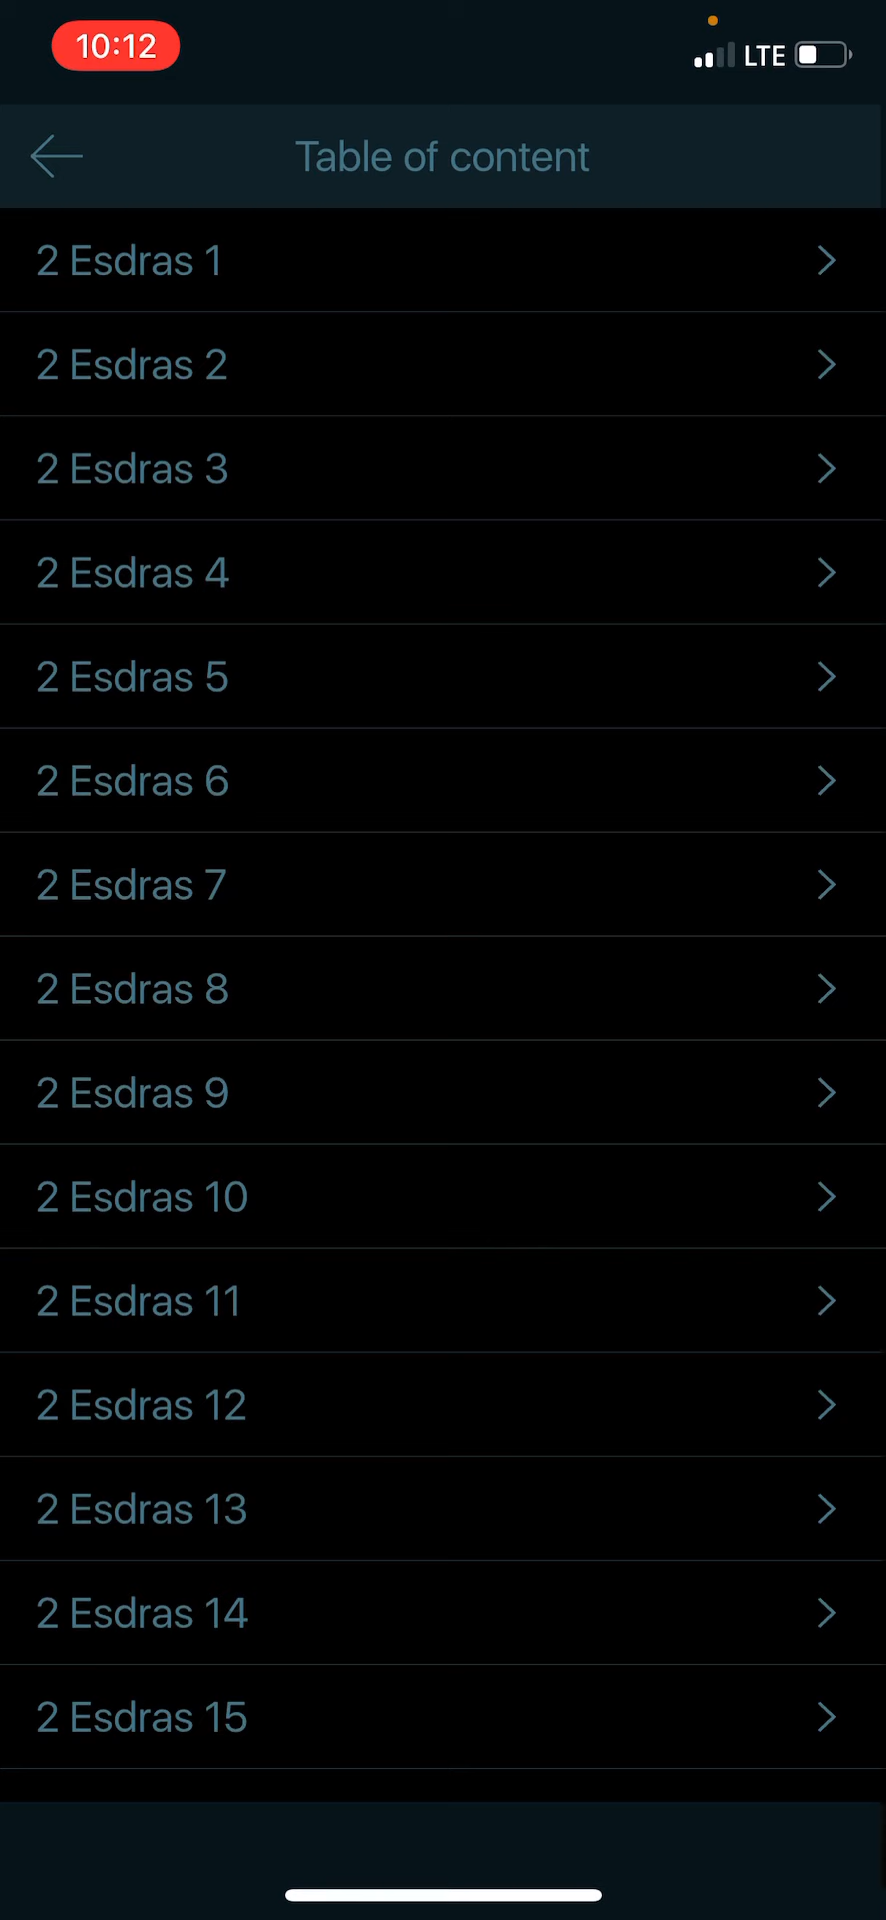 10:12
LTE
Table of content
2 Esdras 1
2 Esdras 2
2 Esdras 3
2 Esdras 4
2 Esdras 5
2 Esdras 6
2 Esdras 7
2 Esdras 8
2 Esdras 9
2 Esdras 10
2 Esdras 11
2 Esdras 12
2 Esdras 13
2 Esdras 14
2 Esdras 15